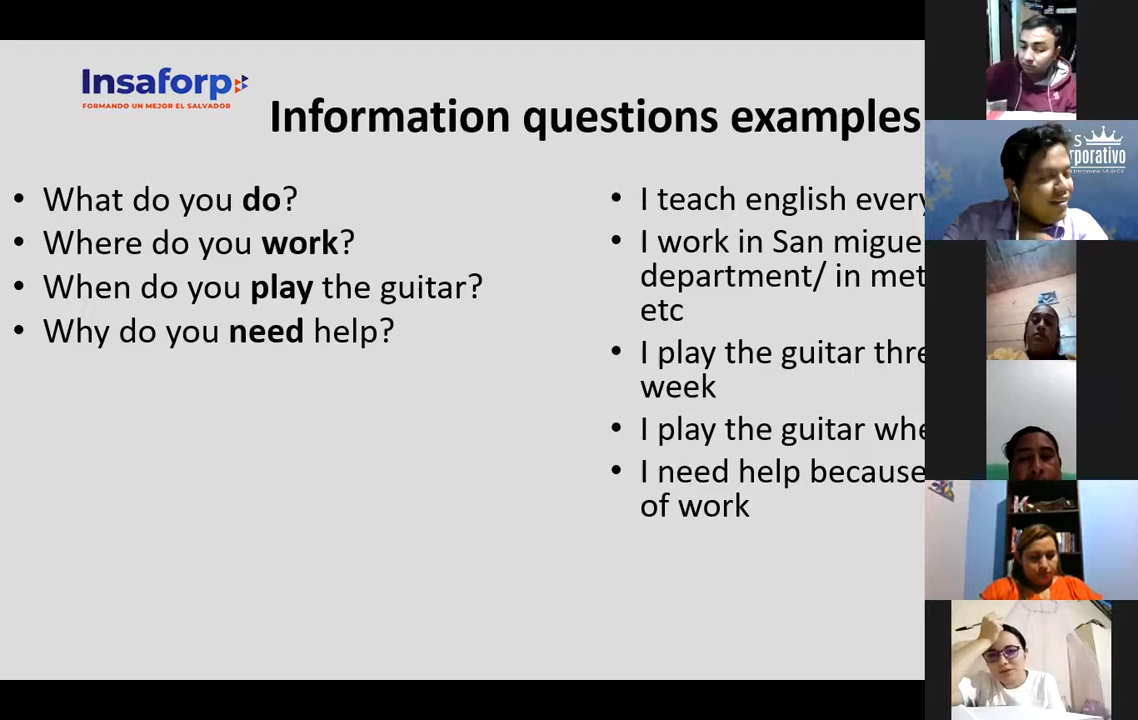 Insaforp
FORMANDO UN MEJOR EL SALVADOR
Information questions examples
• What do you do?
• Where do you work?
• When do you play the guitar?
• Why do you need help?
• I teach english every
• I work in San migue
department/ in met
etc
• I play the guitar thre
week
• I play the guitar whe
• I need help because
of work